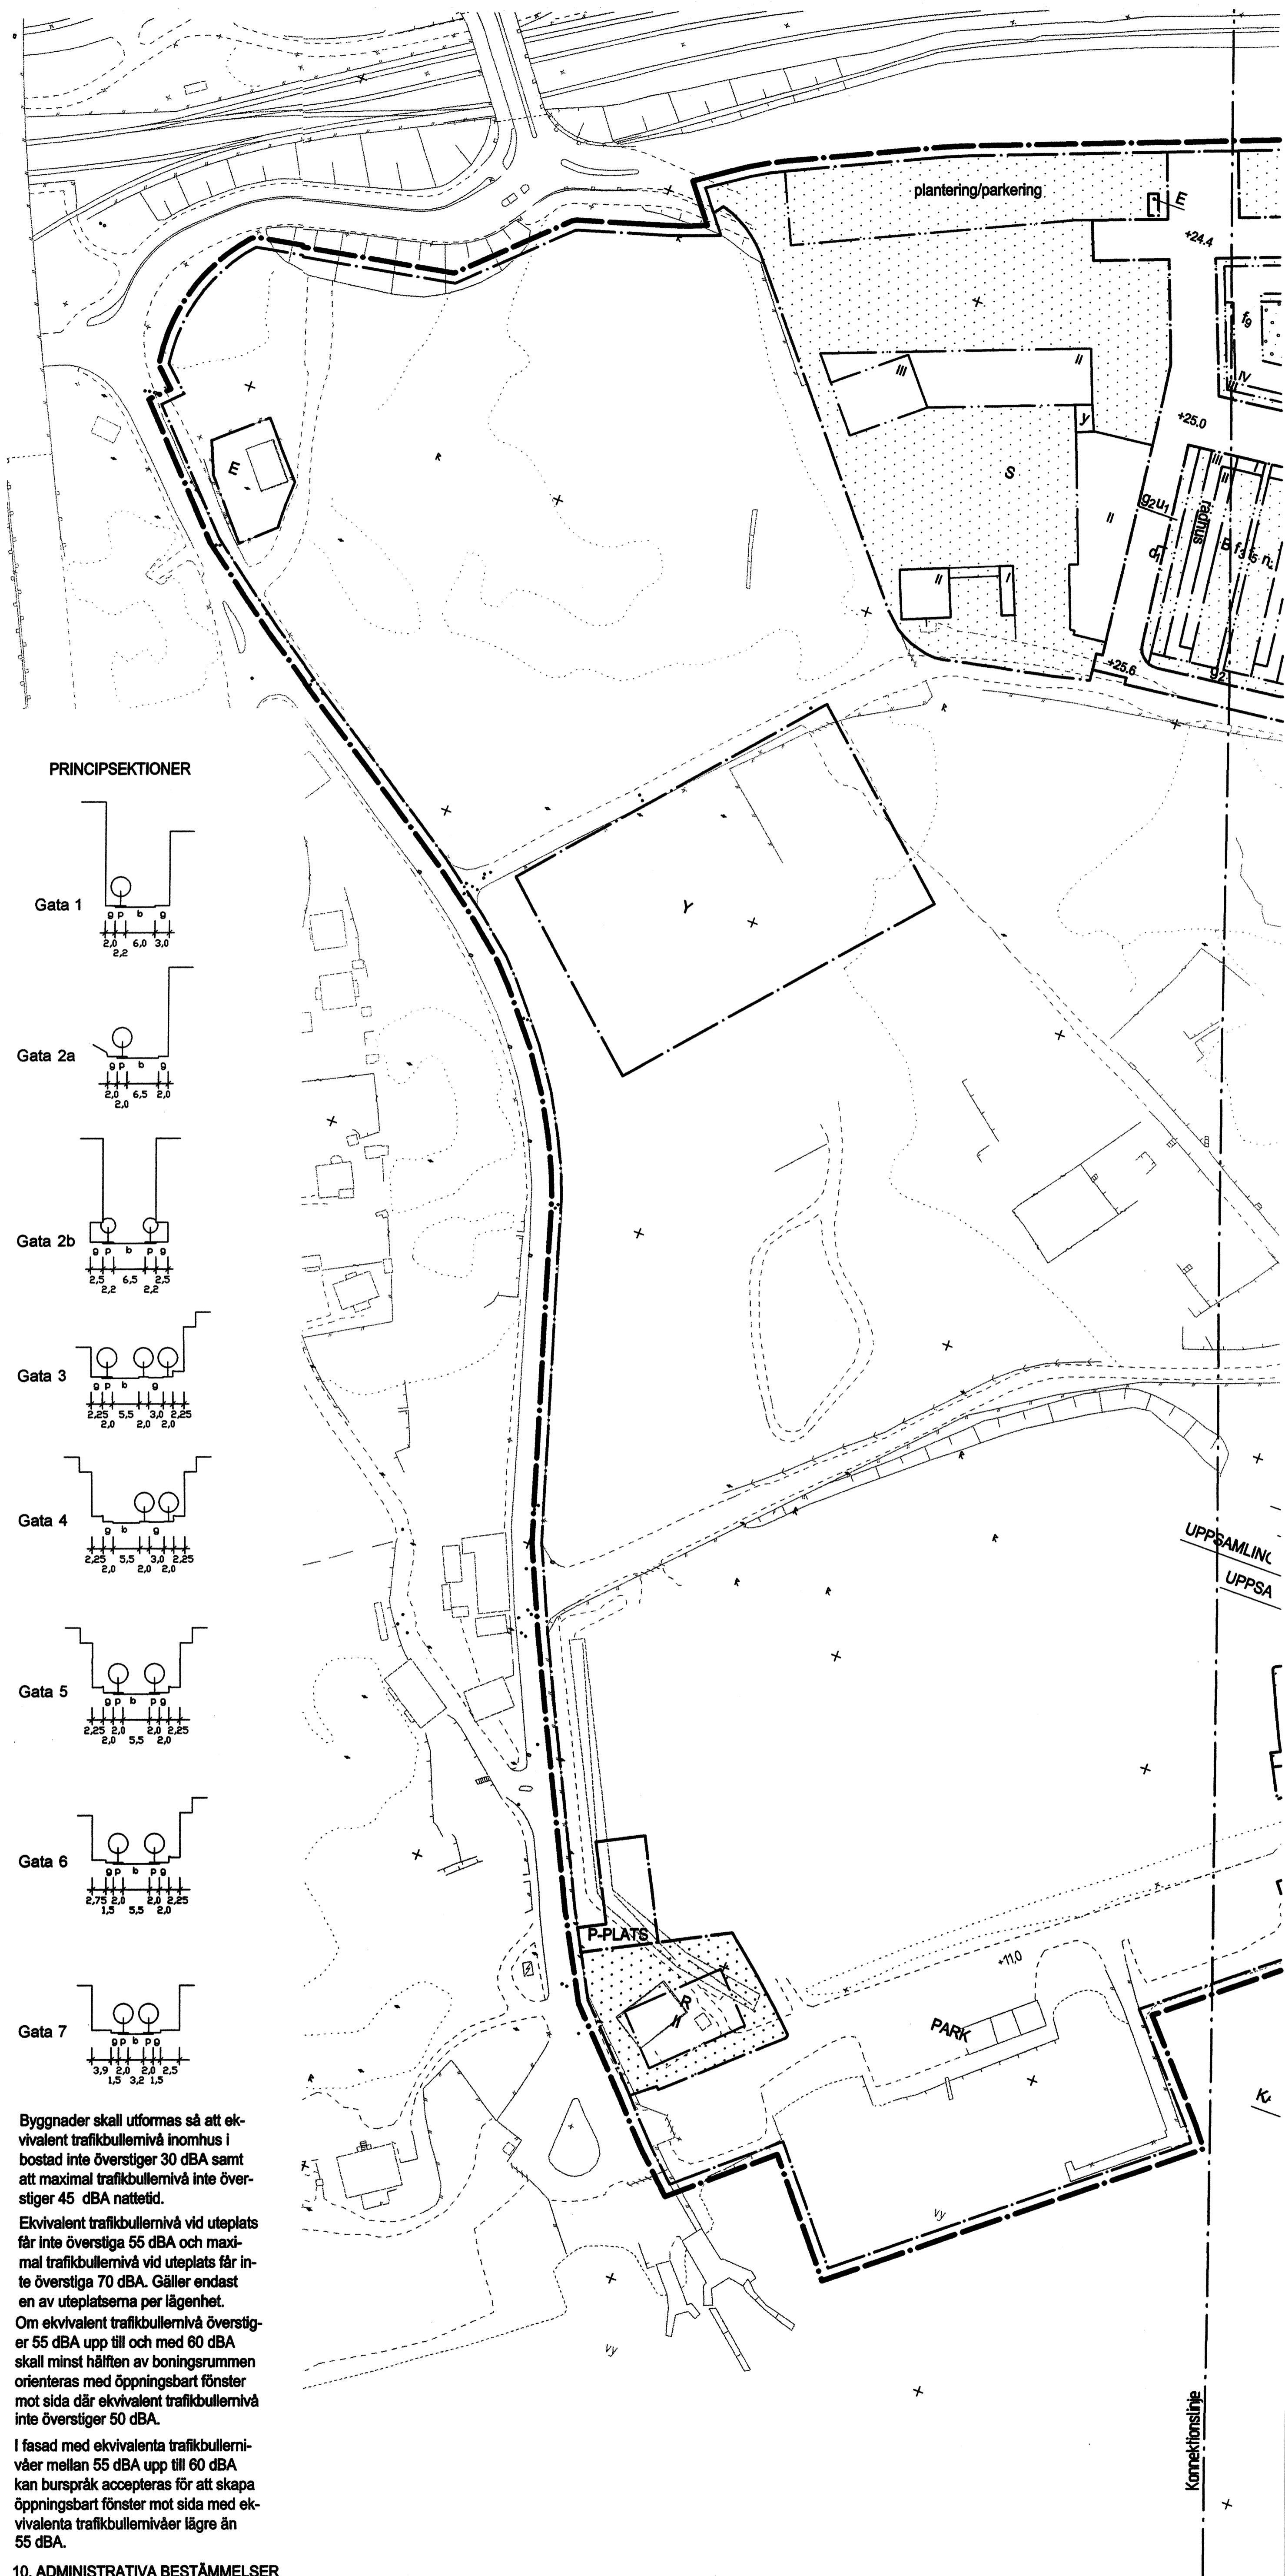 plantering/parkering
E
+24.4
f9
IV
III
III
II
y
+25.0
S
II
III
II
g2u1
radhus
d1
B f3 f5 n
II
I
+25.6
g2
E
Y
PRINCIPSEKTIONER
Gata 1
g p b g
2,0 6,0 3,0
2,2
Gata 2a
g p b g
2,0 6,5 2,0
2,0
Gata 2b
g p b p g
2,5 6,5 2,5
2,2 2,2
Gata 3
g p b g
2,25 5,5 3,0 2,25
2,0 2,0 2,0
Gata 4
g b g
2,25 5,5 3,0 2,25
2,0 2,0 2,0
Gata 5
g p b p g
2,25 2,0 2,0 2,25
2,0 5,5 2,0
Gata 6
g p b p g
2,75 2,0 2,0 2,25
1,5 5,5 2,0
Gata 7
g p b p g
3,9 2,0 2,0 2,5
1,5 3,2 1,5
UPPSAMLING
UPPSA
P-PLATS
R
II
+11.0
PARK
vy
vy
Konnektionslinje
Byggnader skall utformas så att ek-
vivalent trafikbullernivå inomhus i
bostad inte överstiger 30 dBA samt
att maximal trafikbullernivå inte över-
stiger 45 dBA nattetid.
Ekvivalent trafikbullernivå vid uteplats
får inte överstiga 55 dBA och maxi-
mal trafikbullernivå vid uteplats får in-
te överstiga 70 dBA. Gäller endast
en av uteplatserna per lägenhet.
Om ekvivalent trafikbullernivå överstig-
er 55 dBA upp till och med 60 dBA
skall minst hälften av boningsrummen
orienteras med öppningsbart fönster
mot sida där ekvivalent trafikbullernivå
inte överstiger 50 dBA.
I fasad med ekvivalenta trafikbullerni-
våer mellan 55 dBA upp till 60 dBA
kan burspråk accepteras för att skapa
öppningsbart fönster mot sida med ek-
vivalenta trafikbullernivåer lägre än
55 dBA.
10. ADMINISTRATIVA BESTÄMMELSER